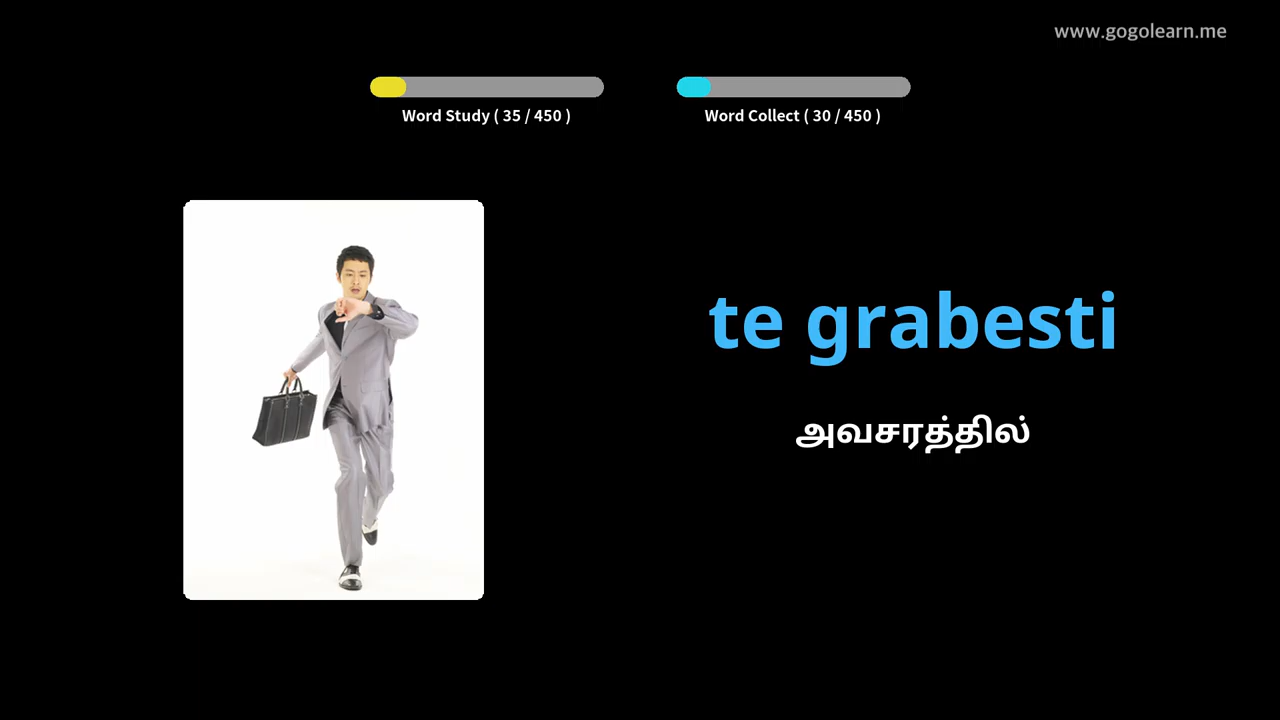 www.gogolearn.me
Word Study ( 35 / 450 )
Word Collect ( 30 / 450 )
te grabesti
அவசரத்தில்